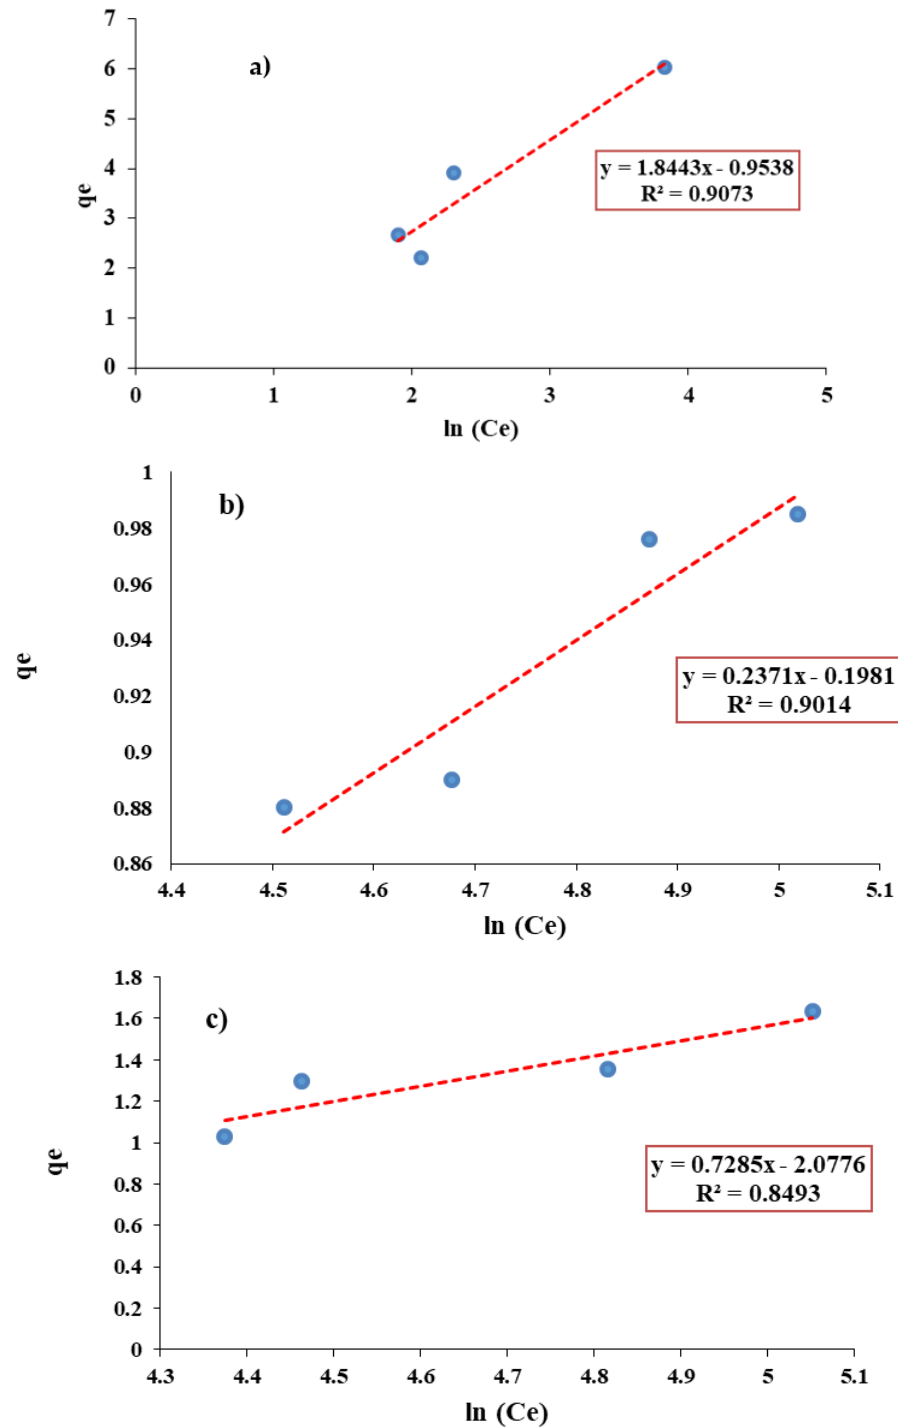 7
6
5
4
3
2
1
0
qe
a)
y = 1.8443x - 0.9538
R² = 0.9073
0 1 2 3 4 5
ln (Ce)
1
0.98
0.96
0.94
0.92
0.9
0.88
0.86
qe
b)
y = 0.2371x - 0.1981
R² = 0.9014
4.4 4.5 4.6 4.7 4.8 4.9 5 5.1
ln (Ce)
1.8
1.6
1.4
1.2
1
0.8
0.6
0.4
0.2
0
qe
c)
y = 0.7285x - 2.0776
R² = 0.8493
4.3 4.4 4.5 4.6 4.7 4.8 4.9 5 5.1
ln (Ce)